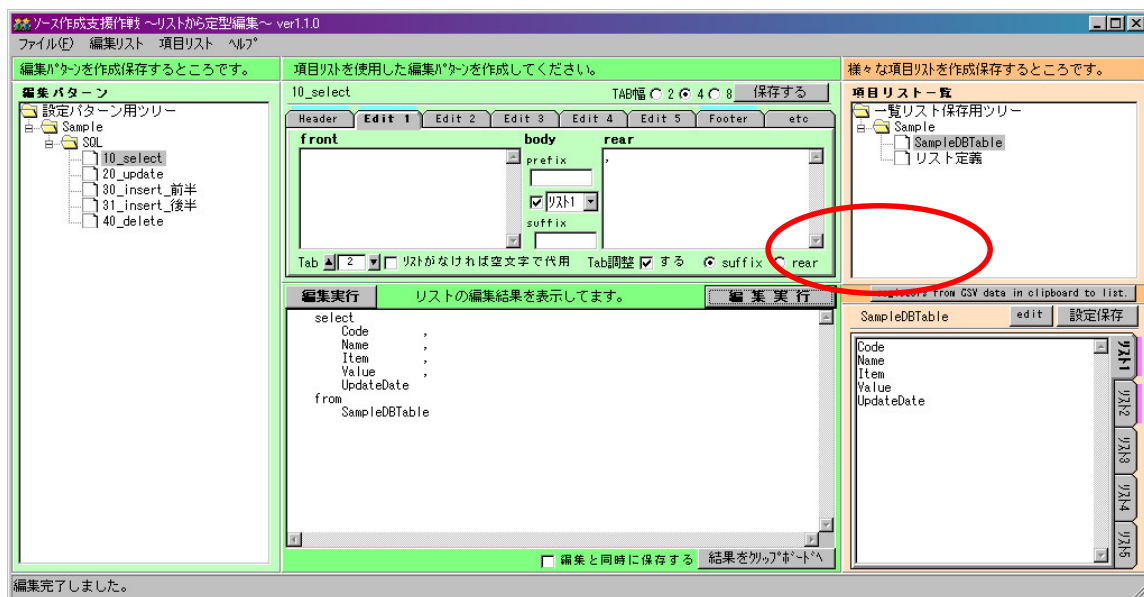 ソース作成支援作戦 ～リストから定型編集～ ver1.1.0
ファイル(F) 編集リスト 項目リスト ﾍﾙﾌﾟ
編集ﾊﾟﾀｰﾝを作成保存するところです。
項目ﾘｽﾄを使用した編集ﾊﾟﾀｰﾝを作成してください。
様々な項目ﾘｽﾄを作成保存するところです。
編集パターン
設定パターン用ツリー
Sample
SQL
10_select
20_update
30_insert_前半
31_insert_後半
40_delete
10_select TAB幅 2 4 8 保存する
Header Edit 1 Edit 2 Edit 3 Edit 4 Edit 5 Footer etc
front body rear
prefix ,
ﾘｽﾄ1
suffix
Tab 2 ﾘｽﾄがなければ空文字で代用 Tab調整 する suffix rear
項目リスト一覧
一覧リスト保存用ツリー
Sample
SampleDBTable
リスト定義
編集実行 リストの編集結果を表示してます。 編集実行
select
Code ,
Name ,
Item ,
Value ,
UpdateDate
from
SampleDBTable
編集と同時に保存する 結果をｸﾘｯﾌﾟﾎﾞｰﾄﾞへ
from CSV data in clipboard to list.
SampleDBTable edit 設定保存
Code
Name
Item
Value
UpdateDate
ﾘｽﾄ1
ﾘｽﾄ2
ﾘｽﾄ3
ﾘｽﾄ4
ﾘｽﾄ5
編集完了しました。